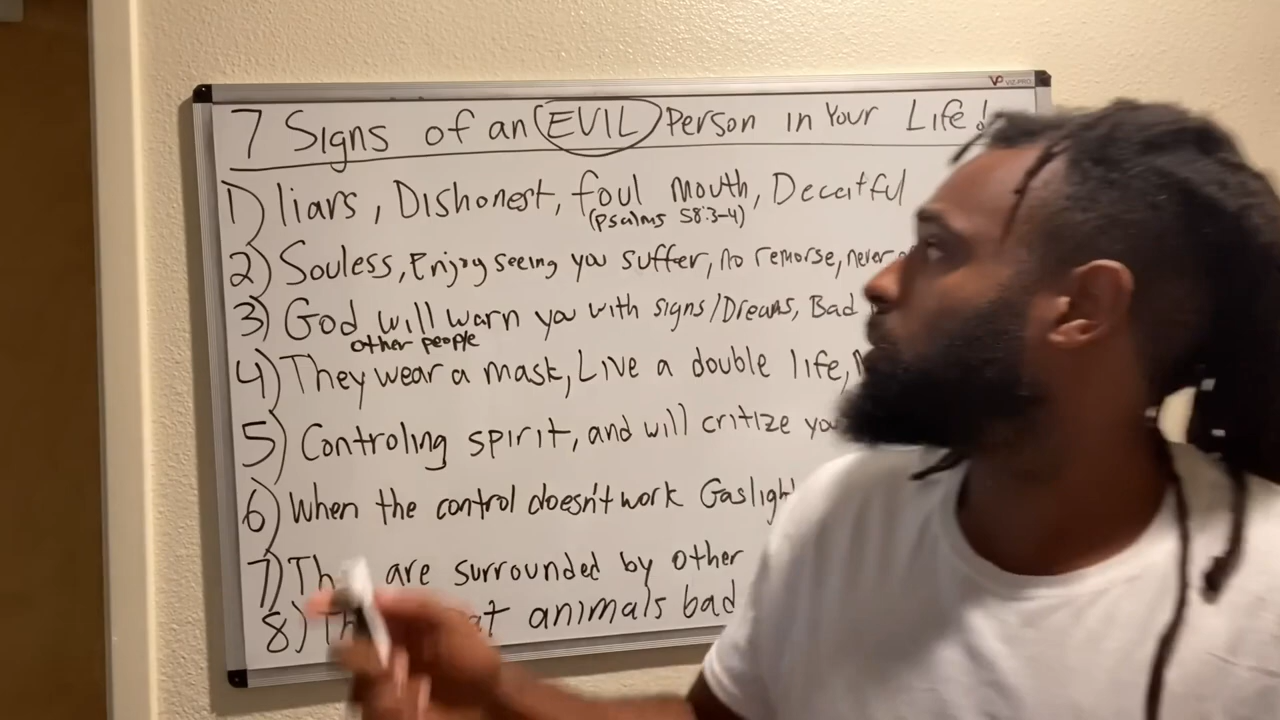 VIZ-PRO
7 Signs of an EVIL Person in Your Life!
1) liars, Dishonest, foul mouth, Deceitful
(Psalms 58:3-4)
2) Souless, Enjoy seeing you suffer, no remorse, never
3) God will warn you with signs/Dreams, Bad
other people
4) They wear a mask, Live a double life,
5) Controling spirit, and will critize you
6) When the control doesn't work Gaslight
7) are surrounded by other
8) animals bad